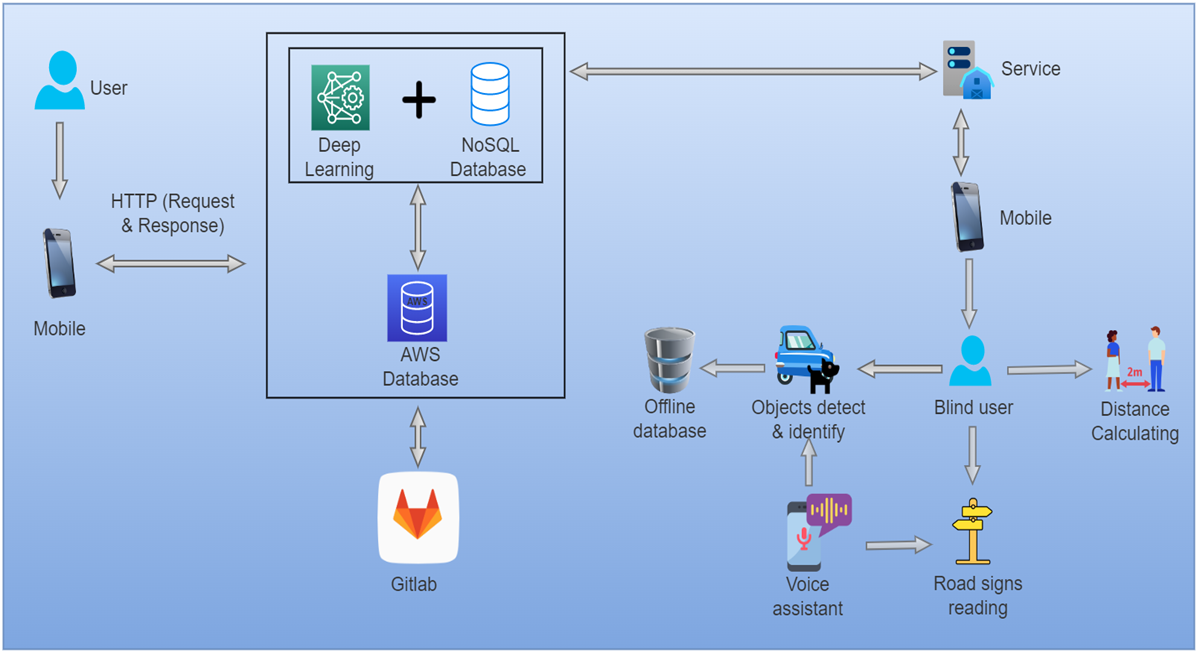 User
Deep
Learning
NoSQL
Database
Service
HTTP (Request
& Response)
Mobile
Mobile
AWS
AWS
Database
Offline
database
Objects detect
& identify
Blind user
2m
Distance
Calculating
Gitlab
Voice
assistant
Road signs
reading